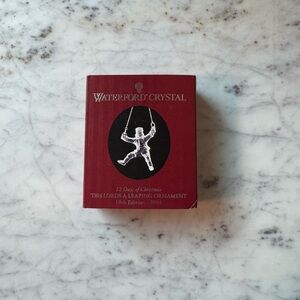 WATERFORD CRYSTAL
12 Days of Christmas
TEN LORDS A LEAPING ORNAMENT
10th Edition